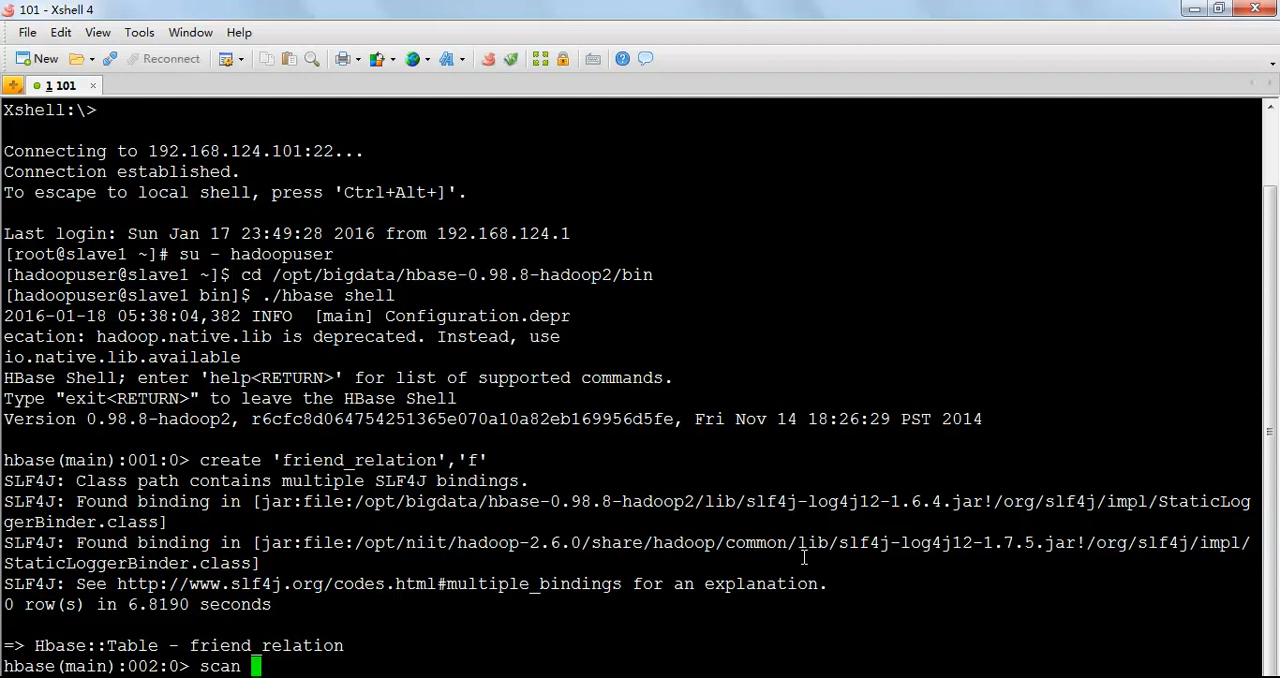 101 - Xshell 4
File Edit View Tools Window Help
New Reconnect
1 101
Xshell:\>
Connecting to 192.168.124.101:22...
Connection established.
To escape to local shell, press 'Ctrl+Alt+]'.
Last login: Sun Jan 17 23:49:28 2016 from 192.168.124.1
[root@slave1 ~]# su - hadoopuser
[hadoopuser@slave1 ~]$ cd /opt/bigdata/hbase-0.98.8-hadoop2/bin
[hadoopuser@slave1 bin]$ ./hbase shell
2016-01-18 05:38:04,382 INFO  [main] Configuration.depr
ecation: hadoop.native.lib is deprecated. Instead, use
io.native.lib.available
HBase Shell; enter 'help<RETURN>' for list of supported commands.
Type "exit<RETURN>" to leave the HBase Shell
Version 0.98.8-hadoop2, r6cfc8d064754251365e070a10a82eb169956d5fe, Fri Nov 14 18:26:29 PST 2014
hbase(main):001:0> create 'friend_relation','f'
SLF4J: Class path contains multiple SLF4J bindings.
SLF4J: Found binding in [jar:file:/opt/bigdata/hbase-0.98.8-hadoop2/lib/slf4j-log4j12-1.6.4.jar!/org/slf4j/impl/StaticLog
gerBinder.class]
SLF4J: Found binding in [jar:file:/opt/niit/hadoop-2.6.0/share/hadoop/common/lib/slf4j-log4j12-1.7.5.jar!/org/slf4j/impl/
StaticLoggerBinder.class]
SLF4J: See http://www.slf4j.org/codes.html#multiple_bindings for an explanation.
0 row(s) in 6.8190 seconds
=> Hbase::Table - friend_relation
hbase(main):002:0> scan